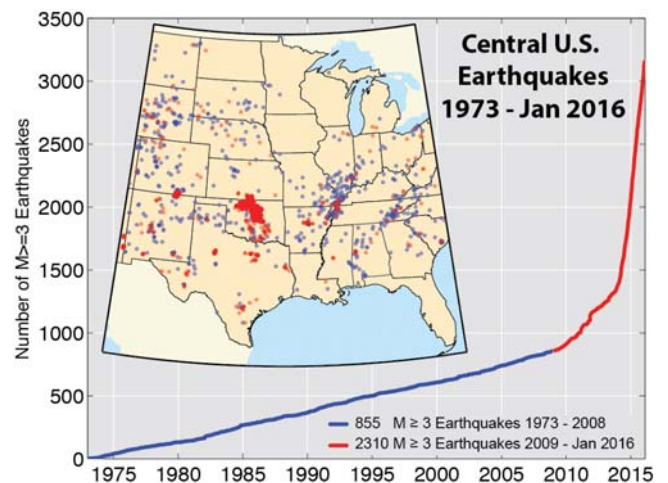 Central U.S.
Earthquakes
1973 - Jan 2016
Number of M>=3 Earthquakes
3500
3000
2500
2000
1500
1000
500
0
855 M ≥ 3 Earthquakes 1973 - 2008
2310 M ≥ 3 Earthquakes 2009 - Jan 2016
1975 1980 1985 1990 1995 2000 2005 2010 2015